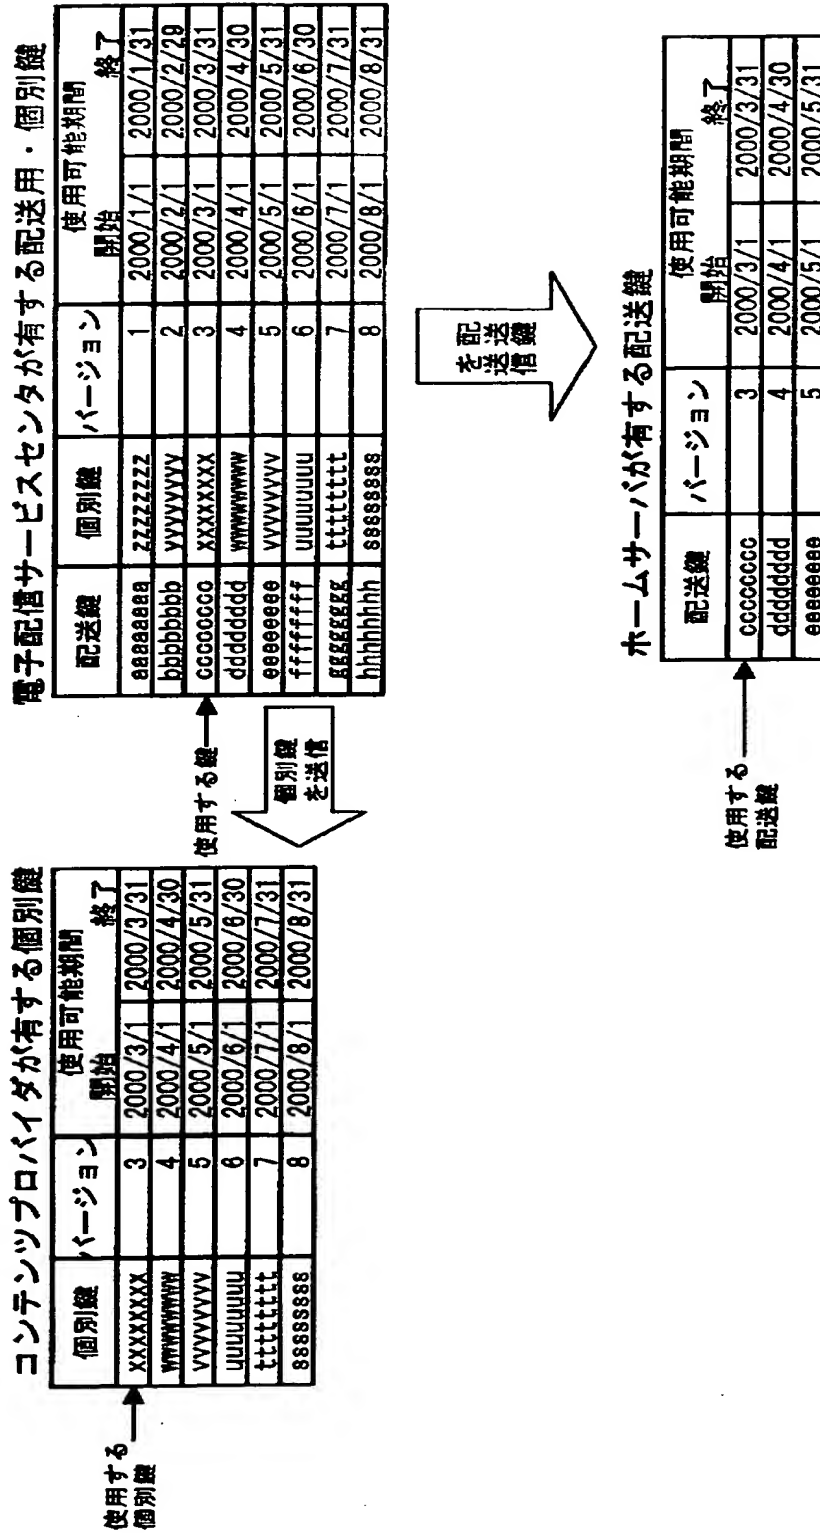 電子配信サービスセンタが有する配送用・個別鍵
配送鍵 個別鍵 バージョン 使用可能期間
開始 終了
aaaaaaaa zzzzzzzz 1 2000/1/1 2000/1/31
bbbbbbbb yyyyyyyy 2 2000/2/1 2000/2/29
cccccccc xxxxxxxx 3 2000/3/1 2000/3/31
dddddddd wwwwwwww 4 2000/4/1 2000/4/30
eeeeeeee vvvvvvvv 5 2000/5/1 2000/5/31
ffffffff uuuuuuuu 6 2000/6/1 2000/6/30
gggggggg tttttttt 7 2000/7/1 2000/7/31
hhhhhhhh ssssssss 8 2000/8/1 2000/8/31
使用する鍵
個別鍵
を送信
配送鍵
を送信
コンテンツプロバイダが有する個別鍵
個別鍵 バージョン 使用可能期間
開始 終了
xxxxxxxx 3 2000/3/1 2000/3/31
wwwwwwww 4 2000/4/1 2000/4/30
vvvvvvvv 5 2000/5/1 2000/5/31
uuuuuuuu 6 2000/6/1 2000/6/30
tttttttt 7 2000/7/1 2000/7/31
ssssssss 8 2000/8/1 2000/8/31
使用する
個別鍵
ホームサーバが有する配送鍵
配送鍵 バージョン 使用可能期間
開始 終了
cccccccc 3 2000/3/1 2000/3/31
dddddddd 4 2000/4/1 2000/4/30
eeeeeeee 5 2000/5/1 2000/5/31
使用する
配送鍵